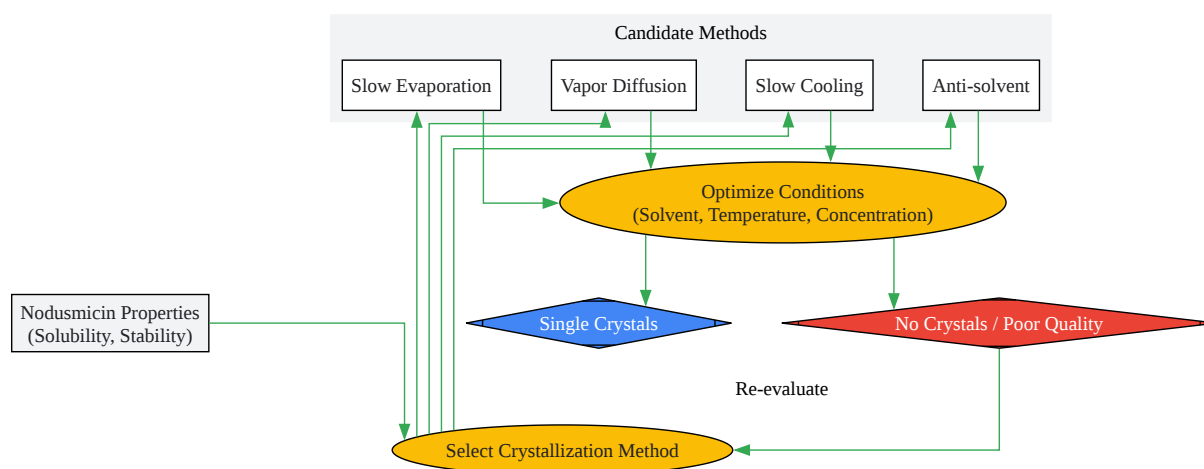 Candidate Methods
Slow Evaporation
Vapor Diffusion
Slow Cooling
Anti-solvent
Optimize Conditions
(Solvent, Temperature, Concentration)
Nodusmicin Properties
(Solubility, Stability)
Single Crystals
No Crystals / Poor Quality
Re-evaluate
Select Crystallization Method